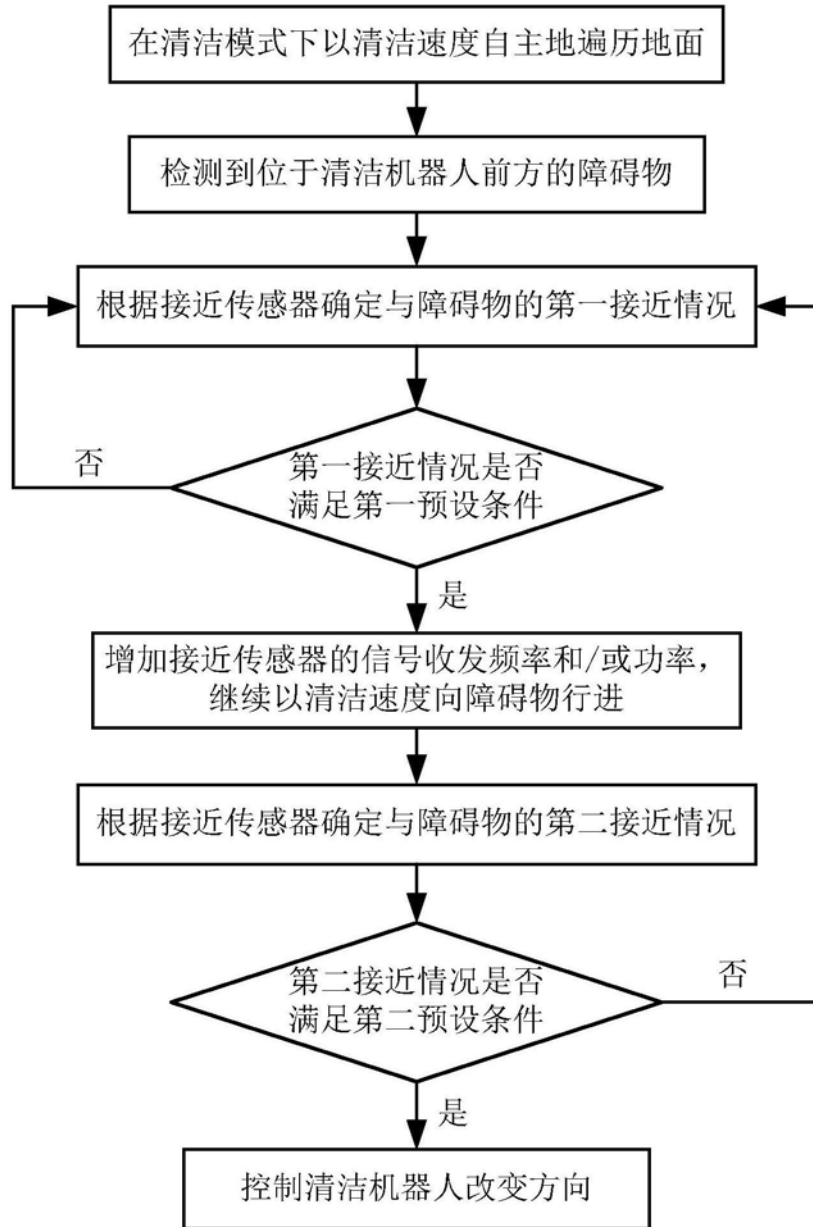 在清洁模式下以清洁速度自主地遍历地面
检测到位于清洁机器人前方的障碍物
根据接近传感器确定与障碍物的第一接近情况
否
第一接近情况是否
满足第一预设条件
是
增加接近传感器的信号收发频率和/或功率，
继续以清洁速度向障碍物行进
根据接近传感器确定与障碍物的第二接近情况
第二接近情况是否
满足第二预设条件
否
是
控制清洁机器人改变方向